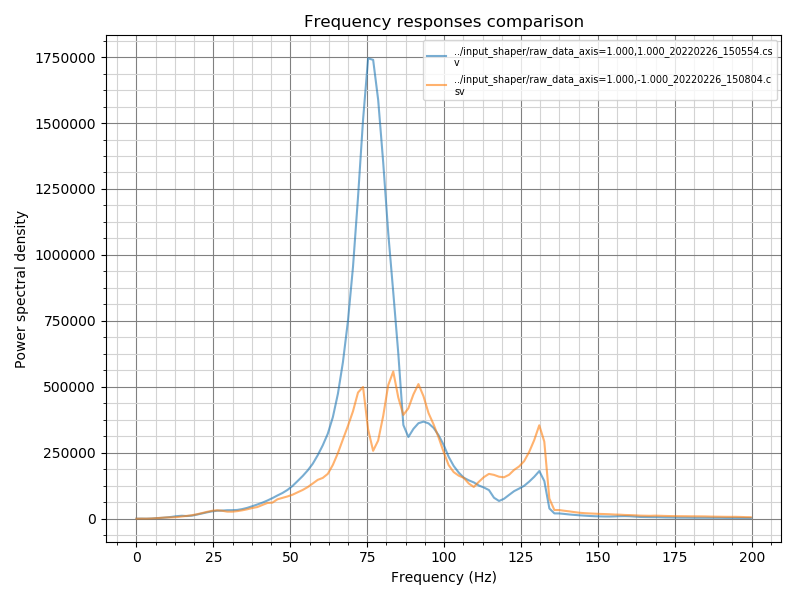 Frequency responses comparison
../input_shaper/raw_data_axis=1.000,1.000_20220226_150554.cs
v
../input_shaper/raw_data_axis=1.000,-1.000_20220226_150804.c
sv
Power spectral density
1750000
1500000
1250000
1000000
750000
500000
250000
0
0 25 50 75 100 125 150 175 200
Frequency (Hz)